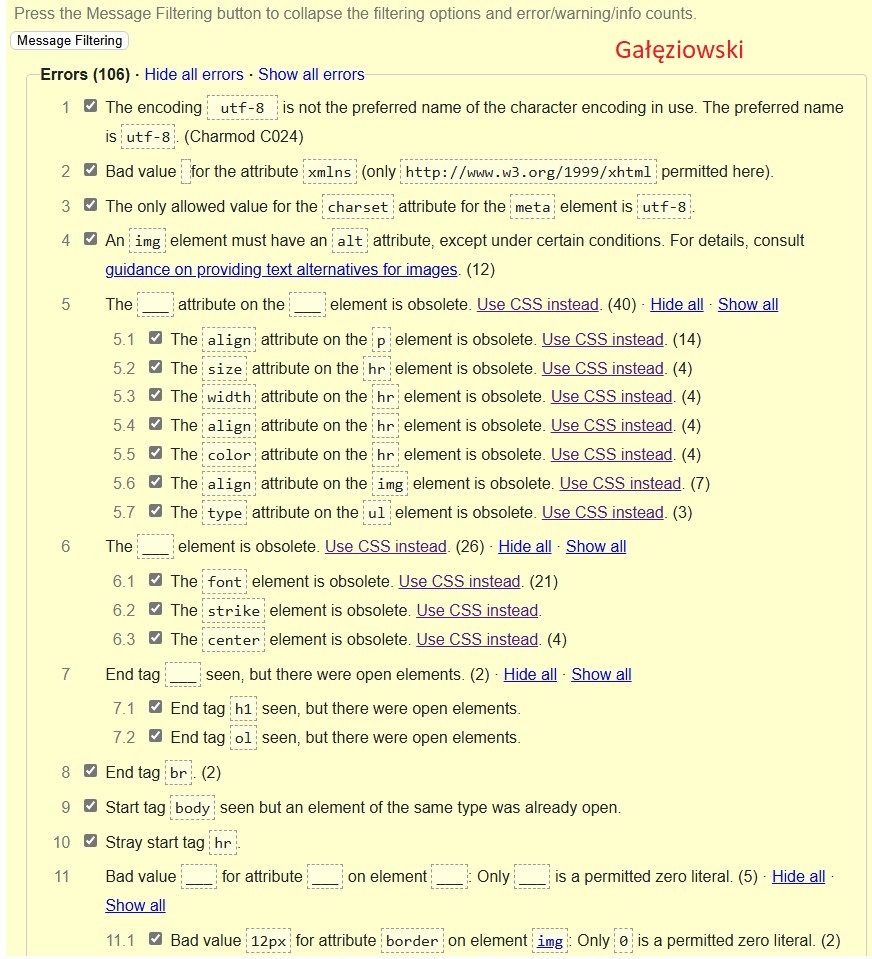 Press the Message Filtering button to collapse the filtering options and error/warning/info counts.
Message Filtering
Gałęziowski
Errors (106) · Hide all errors · Show all errors
1 The encoding utf-8 is not the preferred name of the character encoding in use. The preferred name
is utf-8. (Charmod C024)
2 Bad value for the attribute xmlns (only http://www.w3.org/1999/xhtml permitted here).
3 The only allowed value for the charset attribute for the meta element is utf-8.
4 An img element must have an alt attribute, except under certain conditions. For details, consult
guidance on providing text alternatives for images. (12)
5 The ___ attribute on the ___ element is obsolete. Use CSS instead. (40) · Hide all · Show all
5.1 The align attribute on the p element is obsolete. Use CSS instead. (14)
5.2 The size attribute on the hr element is obsolete. Use CSS instead. (4)
5.3 The width attribute on the hr element is obsolete. Use CSS instead. (4)
5.4 The align attribute on the hr element is obsolete. Use CSS instead. (4)
5.5 The color attribute on the hr element is obsolete. Use CSS instead. (4)
5.6 The align attribute on the img element is obsolete. Use CSS instead. (7)
5.7 The type attribute on the ul element is obsolete. Use CSS instead. (3)
6 The ___ element is obsolete. Use CSS instead. (26) · Hide all · Show all
6.1 The font element is obsolete. Use CSS instead. (21)
6.2 The strike element is obsolete. Use CSS instead.
6.3 The center element is obsolete. Use CSS instead. (4)
7 End tag ___ seen, but there were open elements. (2) · Hide all · Show all
7.1 End tag h1 seen, but there were open elements.
7.2 End tag ol seen, but there were open elements.
8 End tag br. (2)
9 Start tag body seen but an element of the same type was already open.
10 Stray start tag hr.
11 Bad value ___ for attribute ___ on element ___: Only ___ is a permitted zero literal. (5) · Hide all ·
Show all
11.1 Bad value 12px for attribute border on element img: Only 0 is a permitted zero literal. (2)